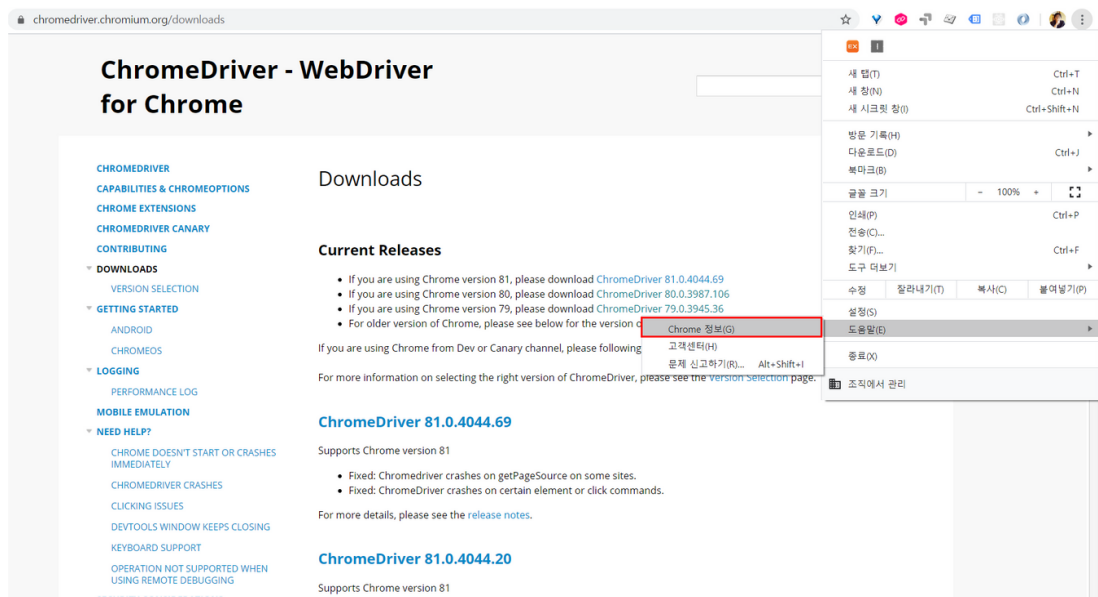 chromedriver.chromium.org/downloads
ChromeDriver - WebDriver
for Chrome
CHROMEDRIVER
CAPABILITIES & CHROMEOPTIONS
CHROME EXTENSIONS
CHROMEDRIVER CANARY
CONTRIBUTING
DOWNLOADS
VERSION SELECTION
GETTING STARTED
ANDROID
CHROMEOS
LOGGING
PERFORMANCE LOG
MOBILE EMULATION
NEED HELP?
CHROME DOESN'T START OR CRASHES
IMMEDIATELY
CHROMEDRIVER CRASHES
CLICKING ISSUES
DEVTOOLS WINDOW KEEPS CLOSING
KEYBOARD SUPPORT
OPERATION NOT SUPPORTED WHEN
USING REMOTE DEBUGGING
Downloads
Current Releases
• If you are using Chrome version 81, please download ChromeDriver 81.0.4044.69
• If you are using Chrome version 80, please download ChromeDriver 80.0.3987.106
• If you are using Chrome version 79, please download ChromeDriver 79.0.3945.36
• For older version of Chrome, please see below for the version
If you are using Chrome from Dev or Canary channel, please following
For more information on selecting the right version of ChromeDriver, please see the Version Selection page.
ChromeDriver 81.0.4044.69
Supports Chrome version 81
• Fixed: Chromedriver crashes on getPageSource on some sites.
• Fixed: ChromeDriver crashes on certain element or click commands.
For more details, please see the release notes.
ChromeDriver 81.0.4044.20
Supports Chrome version 81
새 탭(T) Ctrl+T
새 창(N) Ctrl+N
새 시크릿 창(I) Ctrl+Shift+N
방문 기록(H)
다운로드(D) Ctrl+J
북마크(B)
글꼴 크기 - 100% +
인쇄(P) Ctrl+P
전송(C)...
찾기(F)... Ctrl+F
도구 더보기
수정 잘라내기(T) 복사(C) 붙여넣기(P)
설정(S)
도움말(E)
종료(X)
조직에서 관리
Chrome 정보(G)
고객센터(H)
문제 신고하기(R)... Alt+Shift+I